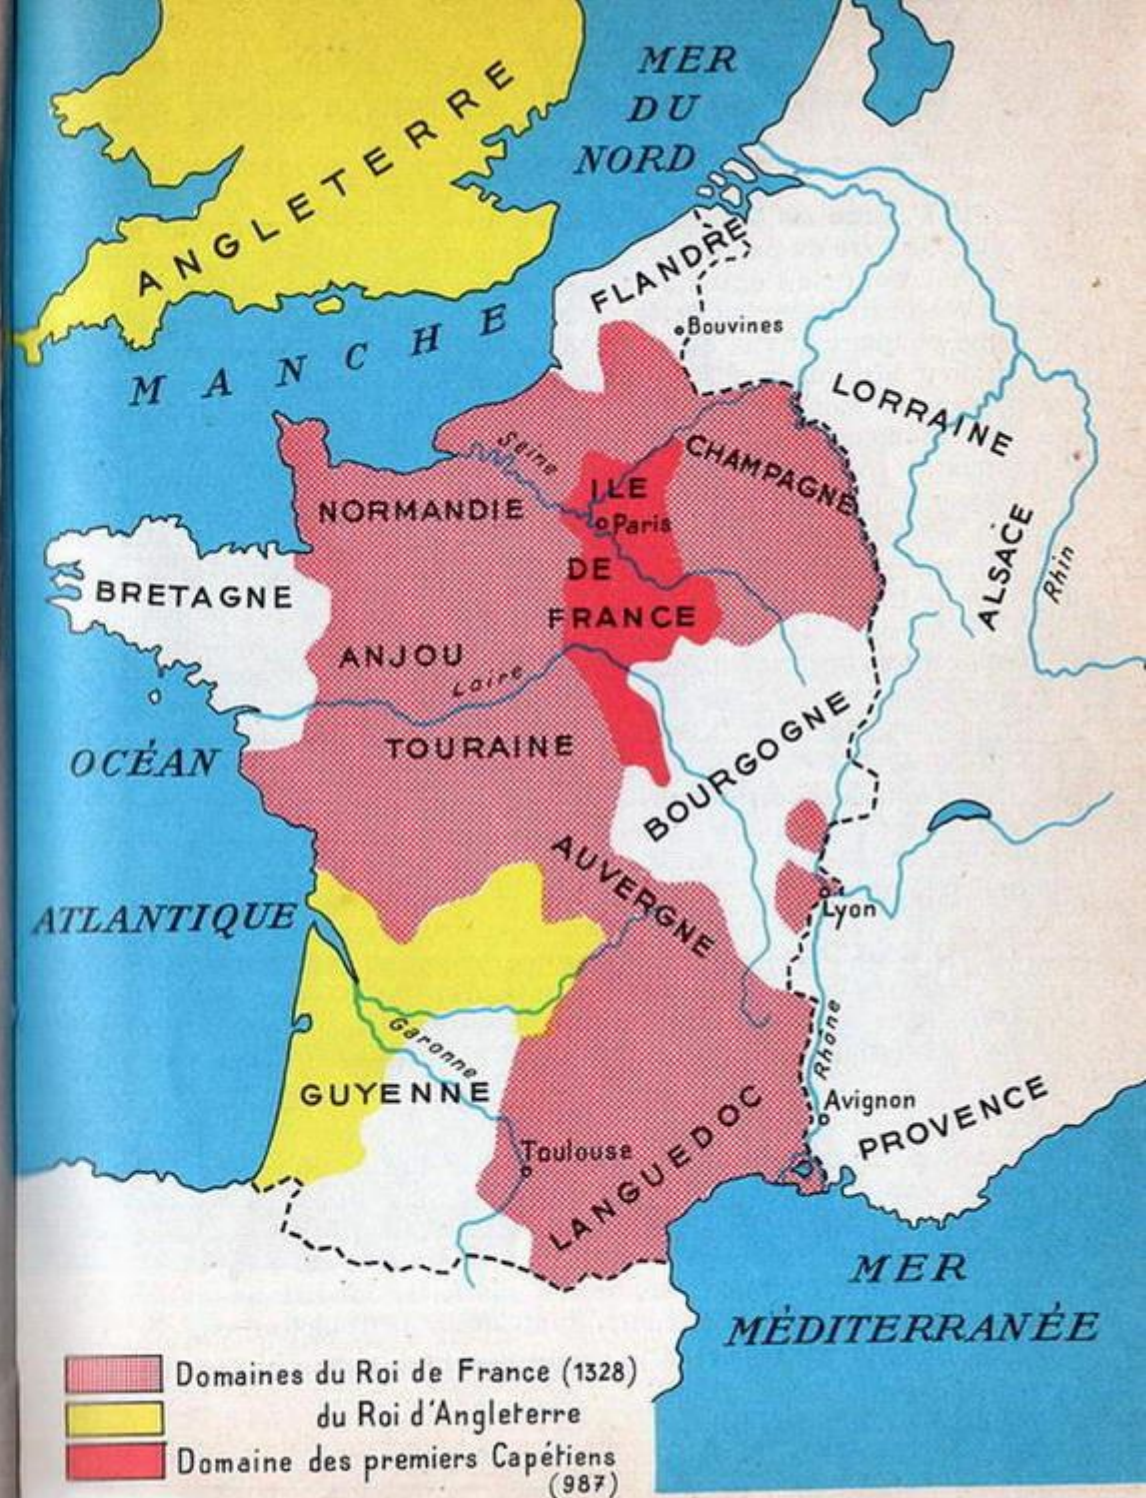 MER
DU
NORD
ANGLETERRE
FLANDRE
Bouvines
MANCHE
LORRAINE
Seine
CHAMPAGNE
ILE
NORMANDIE
Paris
ALSACE
Rhin
DE
BRETAGNE
FRANCE
ANJOU
Loire
OCÉAN
TOURAINE
BOURGOGNE
AUVERGNE
ATLANTIQUE
Lyon
Garonne
Rhône
GUYENNE
Avignon
PROVENCE
Toulouse
LANGUEDOC
MER
MÉDITERRANÉE
Domaines du Roi de France (1328)
du Roi d'Angleterre
Domaine des premiers Capétiens
(987)